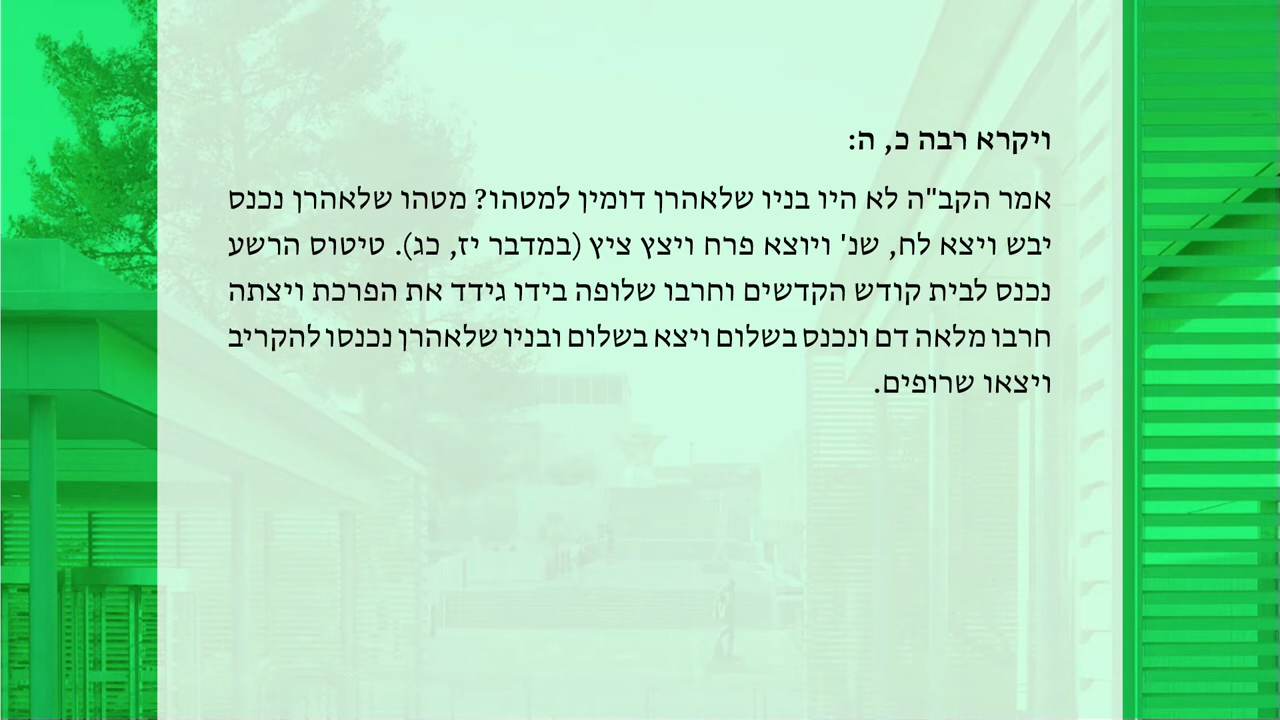 ויקרא רבה כ, ה:
אמר הקב"ה לא היו בניו שלאהרן דומין למטהו? מטהו שלאהרן נכנס
יבש ויצא לח, שנ' ויוצא פרח ויצץ ציץ (במדבר יז, כג). טיטוס הרשע
נכנס לבית קודש הקדשים וחרבו שלופה בידו גידד את הפרכת ויצתה
חרבו מלאה דם ונכנס בשלום ויצא בשלום ובניו שלאהרן נכנסו להקריב
ויצאו שרופים.